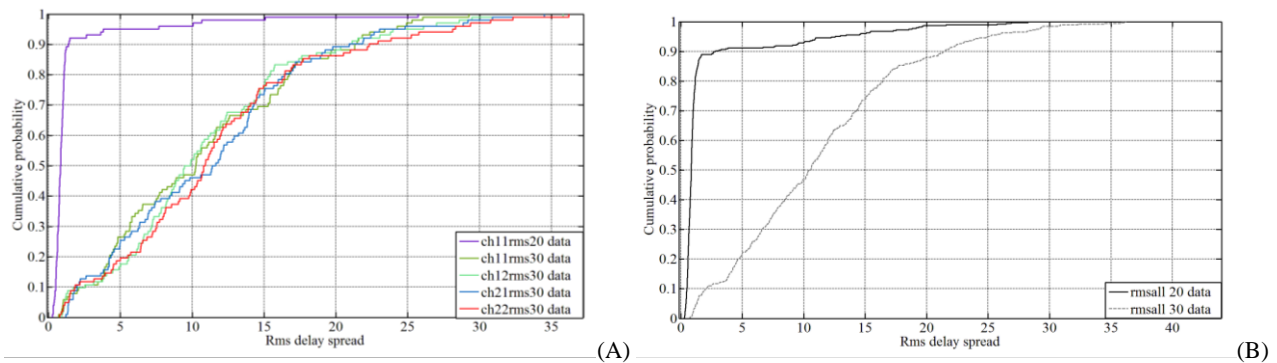 1
0.9
0.8
0.7
0.6
0.5
0.4
0.3
0.2
0.1
0
Cumulative probability
0 5 10 15 20 25 30 35
Rms delay spread
ch11rms20 data
ch11rms30 data
ch12rms30 data
ch21rms30 data
ch22rms30 data
(A)
1
0.9
0.8
0.7
0.6
0.5
0.4
0.3
0.2
0.1
0
Cumulative probability
0 5 10 15 20 25 30 35 40
Rms delay spread
rmsall 20 data
rmsall 30 data
(B)